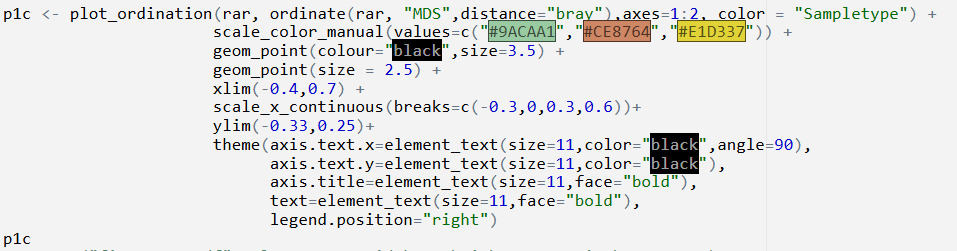 p1c <- plot_ordination(rar, ordinate(rar, "MDS",distance="bray"),axes=1:2, color = "Sampletype") +
scale_color_manual(values=c("#9ACAA1","#CE8764","#E1D337")) +
geom_point(colour="black",size=3.5) +
geom_point(size = 2.5) +
xlim(-0.4,0.7) +
scale_x_continuous(breaks=c(-0.3,0,0.3,0.6))+
ylim(-0.33,0.25)+
theme(axis.text.x=element_text(size=11,color="black",angle=90),
axis.text.y=element_text(size=11,color="black"),
axis.title=element_text(size=11,face="bold"),
text=element_text(size=11,face="bold"),
legend.position="right")
p1c